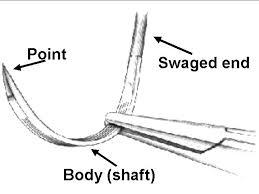 Point
Swaged end
Body (shaft)